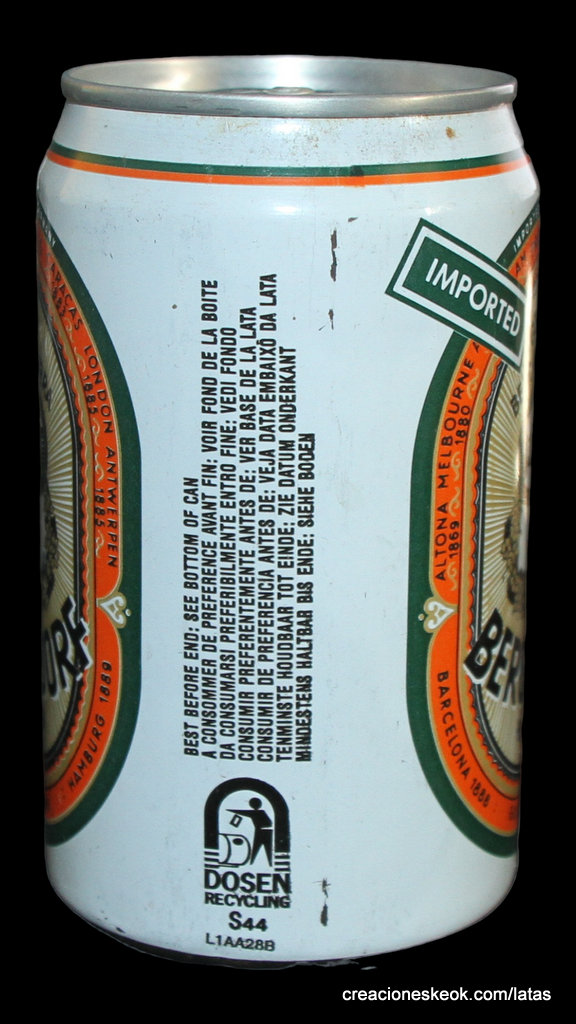 IMPORTED
ARACAS LONDON ANTWERPEN
1885 1885
HAMBURG 1889
ALTONA MELBOURNE
1869 1880
BARCELONA 1888
BEST BEFORE END: SEE BOTTOM OF CAN
A CONSOMMER DE PREFERENCE AVANT FIN: VOIR FOND DE LA BOITE
DA CONSUMARSI PREFERIBILMENTE ENTRO FINE: VEDI FONDO
CONSUMIR PREFERENTEMENTE ANTES DE: VER BASE DE LA LATA
CONSUMIR DE PREFERENCIA ANTES DE: VEJA DATA EMBAIXO DA LATA
TENMINSTE HOUDBAAR TOT EINDE: ZIE DATUM ONDERKANT
MINDESTENS HALTBAR BIS ENDE: SIEHE BODEN
DOSEN
RECYCLING
S44
L1AA28B
creacioneskeok.com/latas